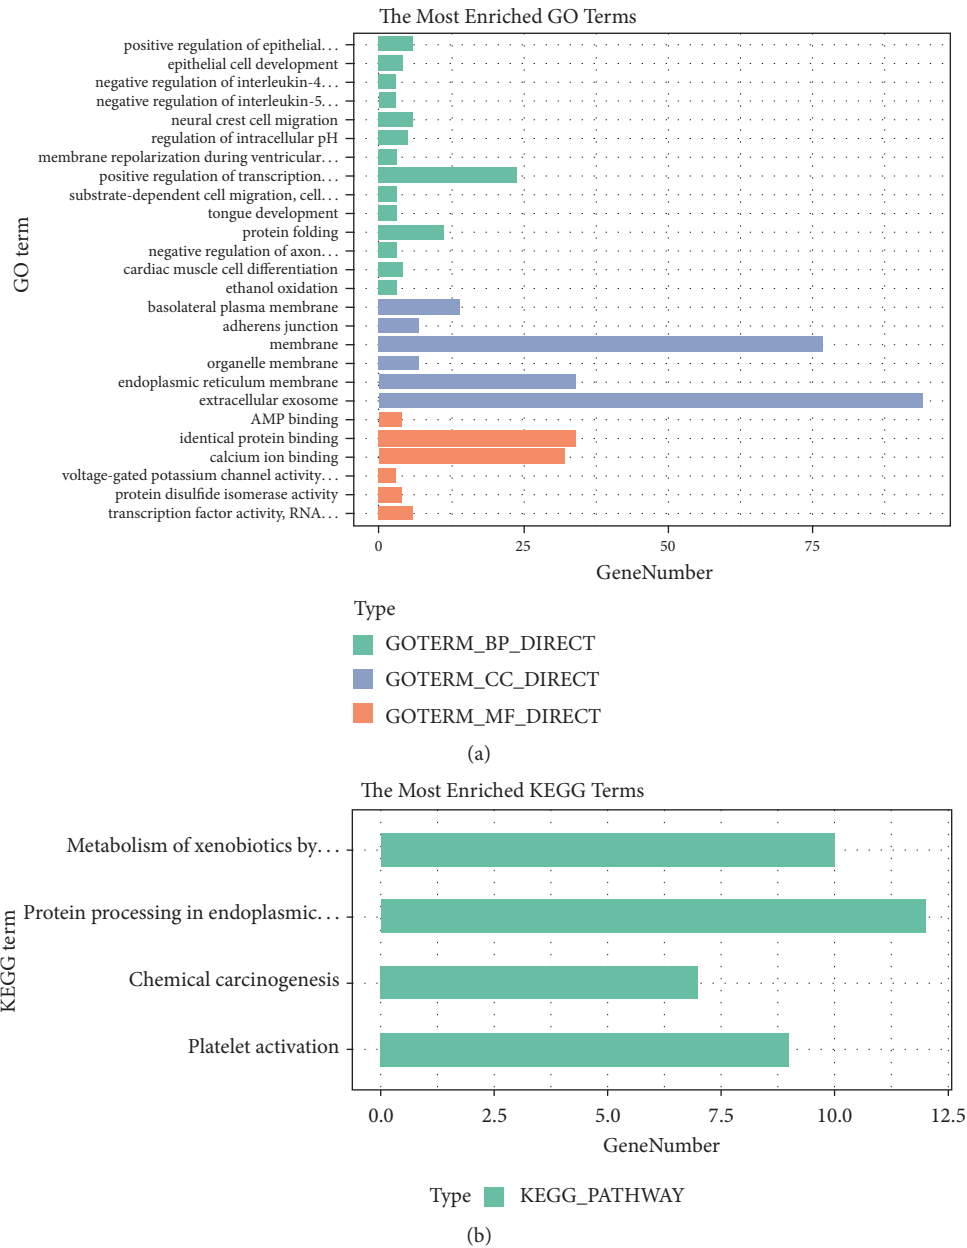 The Most Enriched GO Terms
positive regulation of epithelial...
epithelial cell development
negative regulation of interleukin-4...
negative regulation of interleukin-5...
neural crest cell migration
regulation of intracellular pH
membrane repolarization during ventricular...
positive regulation of transcription...
substrate-dependent cell migration, cell...
tongue development
protein folding
negative regulation of axon...
cardiac muscle cell differentiation
ethanol oxidation
basolateral plasma membrane
adherens junction
membrane
organelle membrane
endoplasmic reticulum membrane
extracellular exosome
AMP binding
identical protein binding
calcium ion binding
voltage-gated potassium channel activity...
protein disulfide isomerase activity
transcription factor activity, RNA...
GO term
0 25 50 75
GeneNumber
Type
GOTERM_BP_DIRECT
GOTERM_CC_DIRECT
GOTERM_MF_DIRECT
(a)
The Most Enriched KEGG Terms
Metabolism of xenobiotics by...
Protein processing in endoplasmic...
Chemical carcinogenesis
Platelet activation
KEGG term
0.0 2.5 5.0 7.5 10.0 12.5
GeneNumber
Type KEGG_PATHWAY
(b)